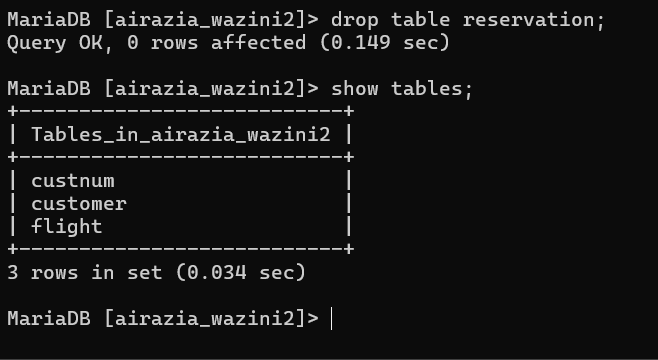 MariaDB [airazia_wazini2]> drop table reservation;
Query OK, 0 rows affected (0.149 sec)
MariaDB [airazia_wazini2]> show tables;
+---------------------------+
| Tables_in_airazia_wazini2 |
+---------------------------+
| custnum                   |
| customer                  |
| flight                    |
+---------------------------+
3 rows in set (0.034 sec)
MariaDB [airazia_wazini2]>